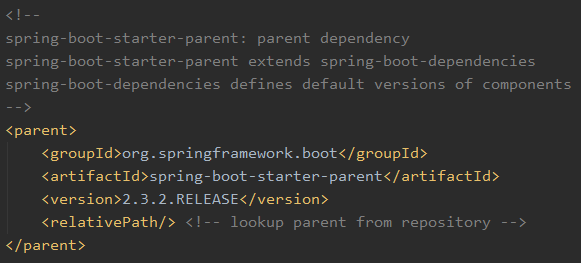 <!--
spring-boot-starter-parent: parent dependency
spring-boot-starter-parent extends spring-boot-dependencies
spring-boot-dependencies defines default versions of components
-->
<parent>
    <groupId>org.springframework.boot</groupId>
    <artifactId>spring-boot-starter-parent</artifactId>
    <version>2.3.2.RELEASE</version>
    <relativePath/> <!-- lookup parent from repository -->
</parent>